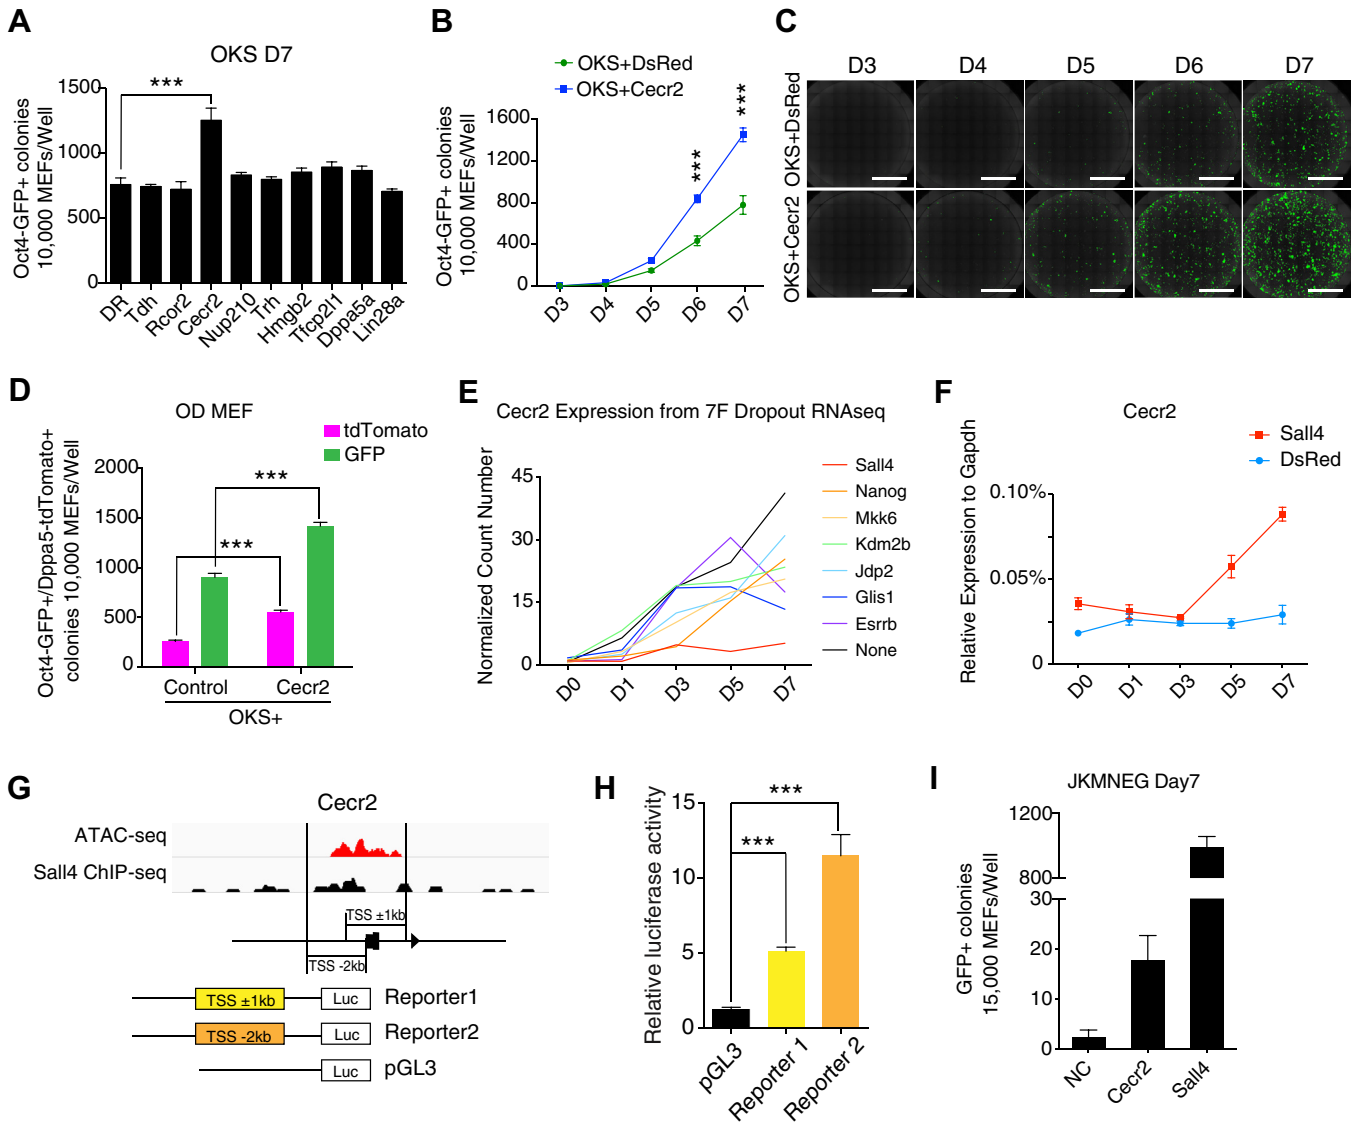 A
OKS D7
Oct4-GFP+ colonies
10,000 MEFs/Well
1500
1000
500
0
***
DR
Tdh
Rcor2
Cecr2
Nup210
Trh
Hmgb2
Tfcp2l1
Dppa5a
Lin28a
B
OKS+DsRed
OKS+Cecr2
Oct4-GFP+ colonies
10,000 MEFs/Well
1600
1200
800
400
0
***
***
D3
D4
D5
D6
D7
C
D3
D4
D5
D6
D7
OKS+DsRed
OKS+Cecr2
D
OD MEF
tdTomato
GFP
Oct4-GFP+/Dppa5-tdTomato+
colonies 10,000 MEFs/Well
2000
1500
1000
500
0
***
***
Control
Cecr2
OKS+
E
Cecr2 Expression from 7F Dropout RNAseq
Normalized Count Number
45
30
15
0
D0
D1
D3
D5
D7
Sall4
Nanog
Mkk6
Kdm2b
Jdp2
Glis1
Esrrb
None
F
Cecr2
Sall4
DsRed
Relative Expression to Gapdh
0.10%
0.05%
0
D0
D1
D3
D5
D7
G
Cecr2
ATAC-seq
Sall4 ChIP-seq
TSS ±1kb
TSS -2kb
TSS ±1kb
Luc
Reporter1
TSS -2kb
Luc
Reporter2
Luc
pGL3
H
Relative luciferase activity
15
10
5
0
***
***
pGL3
Reporter 1
Reporter 2
I
JKMNEG Day7
GFP+ colonies
15,000 MEFs/Well
1200
800
30
20
10
0
NC
Cecr2
Sall4